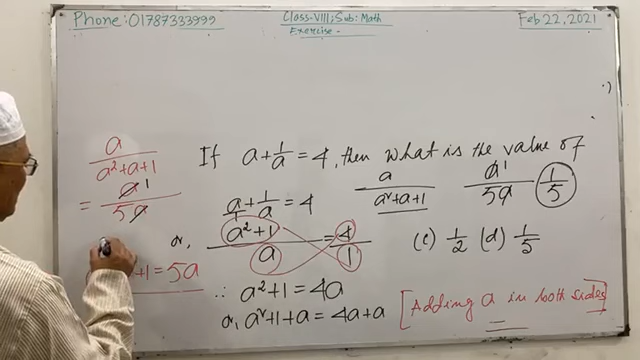 Phone: 01787333999
Class-VIII; Sub: Math
Exercise-
Feb 22, 2021
If a + 1/a = 4, then what is the value of
a/(a²+a+1)
a/5a 1
1/5
a/(a²+a+1)
= a/5a 1
+1 = 5a
a/1 + 1/a = 4
or, (a²+1)/a = 4/1
(c) 1/2 (d) 1/5
∴ a²+1 = 4a
or, a²+1+a = 4a+a
[Adding a in both sides]